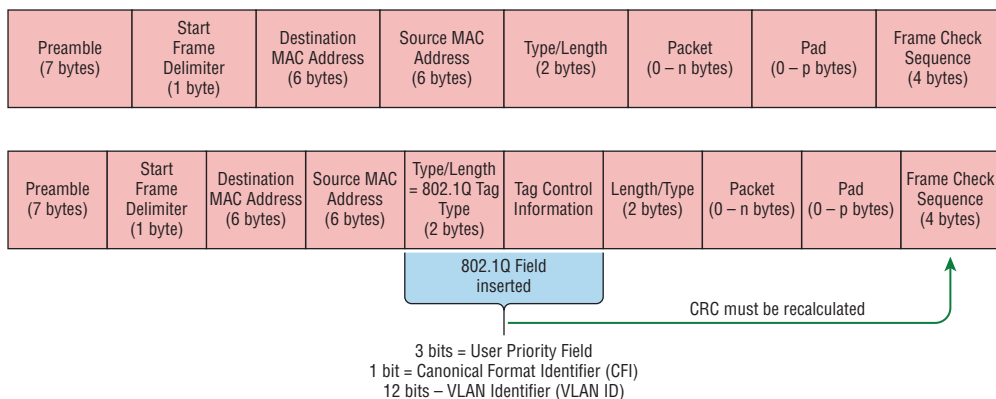 Preamble
(7 bytes)
Start
Frame
Delimiter
(1 byte)
Destination
MAC Address
(6 bytes)
Source MAC
Address
(6 bytes)
Type/Length
(2 bytes)
Packet
(0 – n bytes)
Pad
(0 – p bytes)
Frame Check
Sequence
(4 bytes)
Preamble
(7 bytes)
Start
Frame
Delimiter
(1 byte)
Destination
MAC Address
(6 bytes)
Source MAC
Address
(6 bytes)
Type/Length
= 802.1Q Tag
Type
(2 bytes)
Tag Control
Information
Length/Type
(2 bytes)
Packet
(0 – n bytes)
Pad
(0 – p bytes)
Frame Check
Sequence
(4 bytes)
802.1Q Field
inserted
CRC must be recalculated
3 bits = User Priority Field
1 bit = Canonical Format Identifier (CFI)
12 bits – VLAN Identifier (VLAN ID)